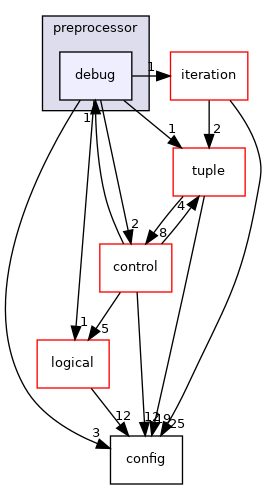 preprocessor
debug
1
iteration
1
1
2
tuple
4
2
8
control
1
5
logical
12
12
19
25
3
config